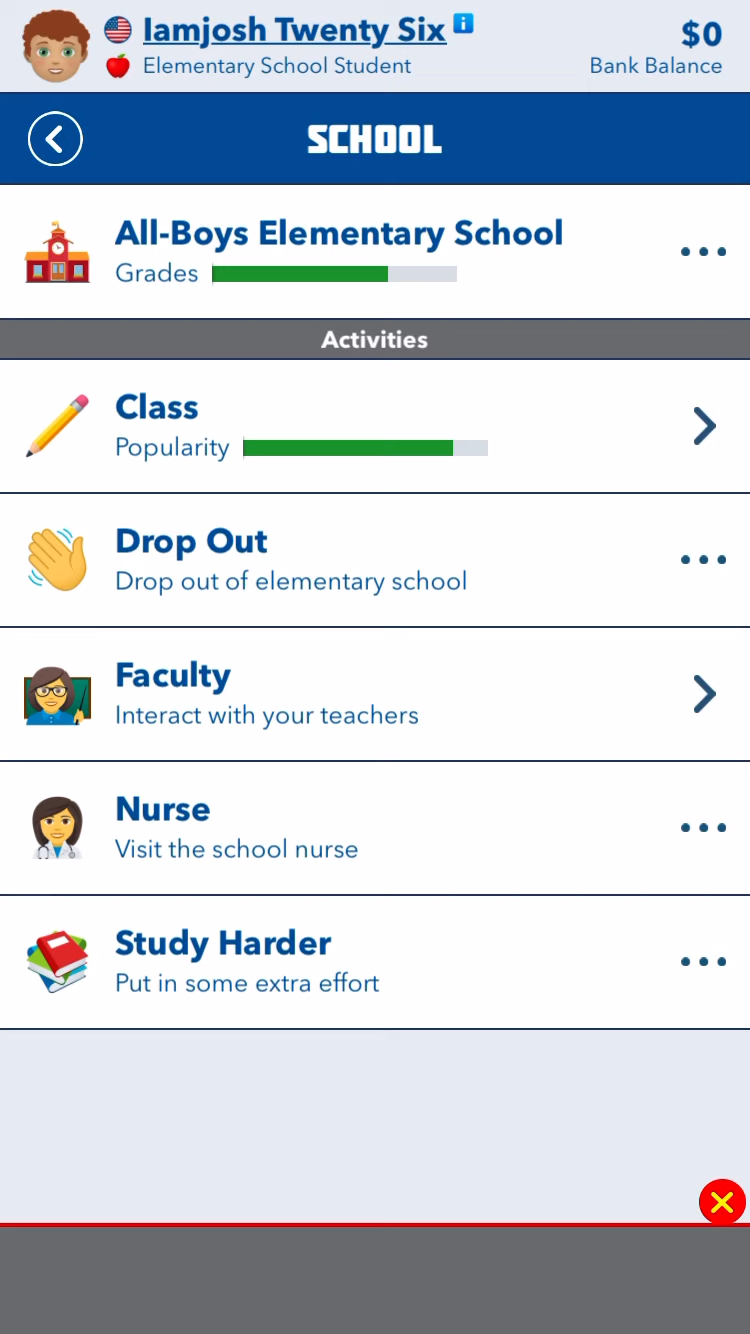 Iamjosh Twenty Six i
$0
Elementary School Student
Bank Balance
SCHOOL
All-Boys Elementary School
Grades
Activities
Class
Popularity
Drop Out
Drop out of elementary school
Faculty
Interact with your teachers
Nurse
Visit the school nurse
Study Harder
Put in some extra effort